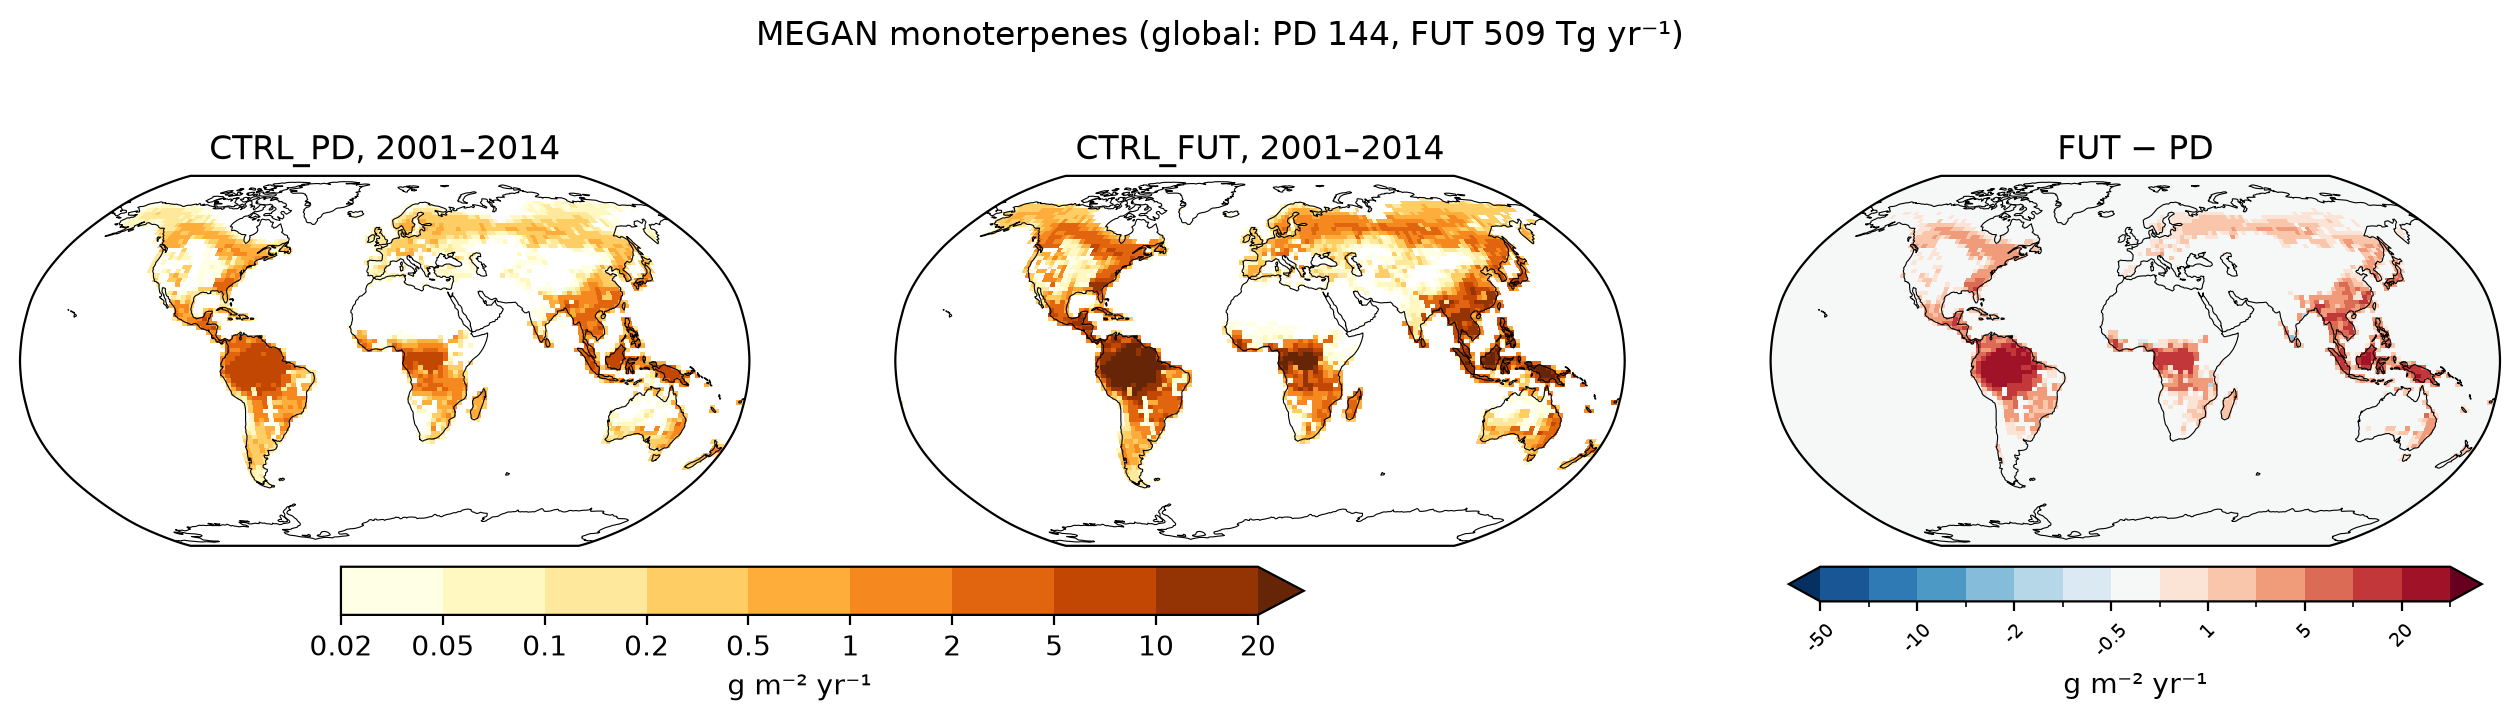 MEGAN monoterpenes (global: PD 144, FUT 509 Tg yr⁻¹)
CTRL_PD, 2001–2014
CTRL_FUT, 2001–2014
FUT − PD
0.02 0.05 0.1 0.2 0.5 1 2 5 10 20
g m⁻² yr⁻¹
-50 -10 -2 -0.5 1 5 20
g m⁻² yr⁻¹